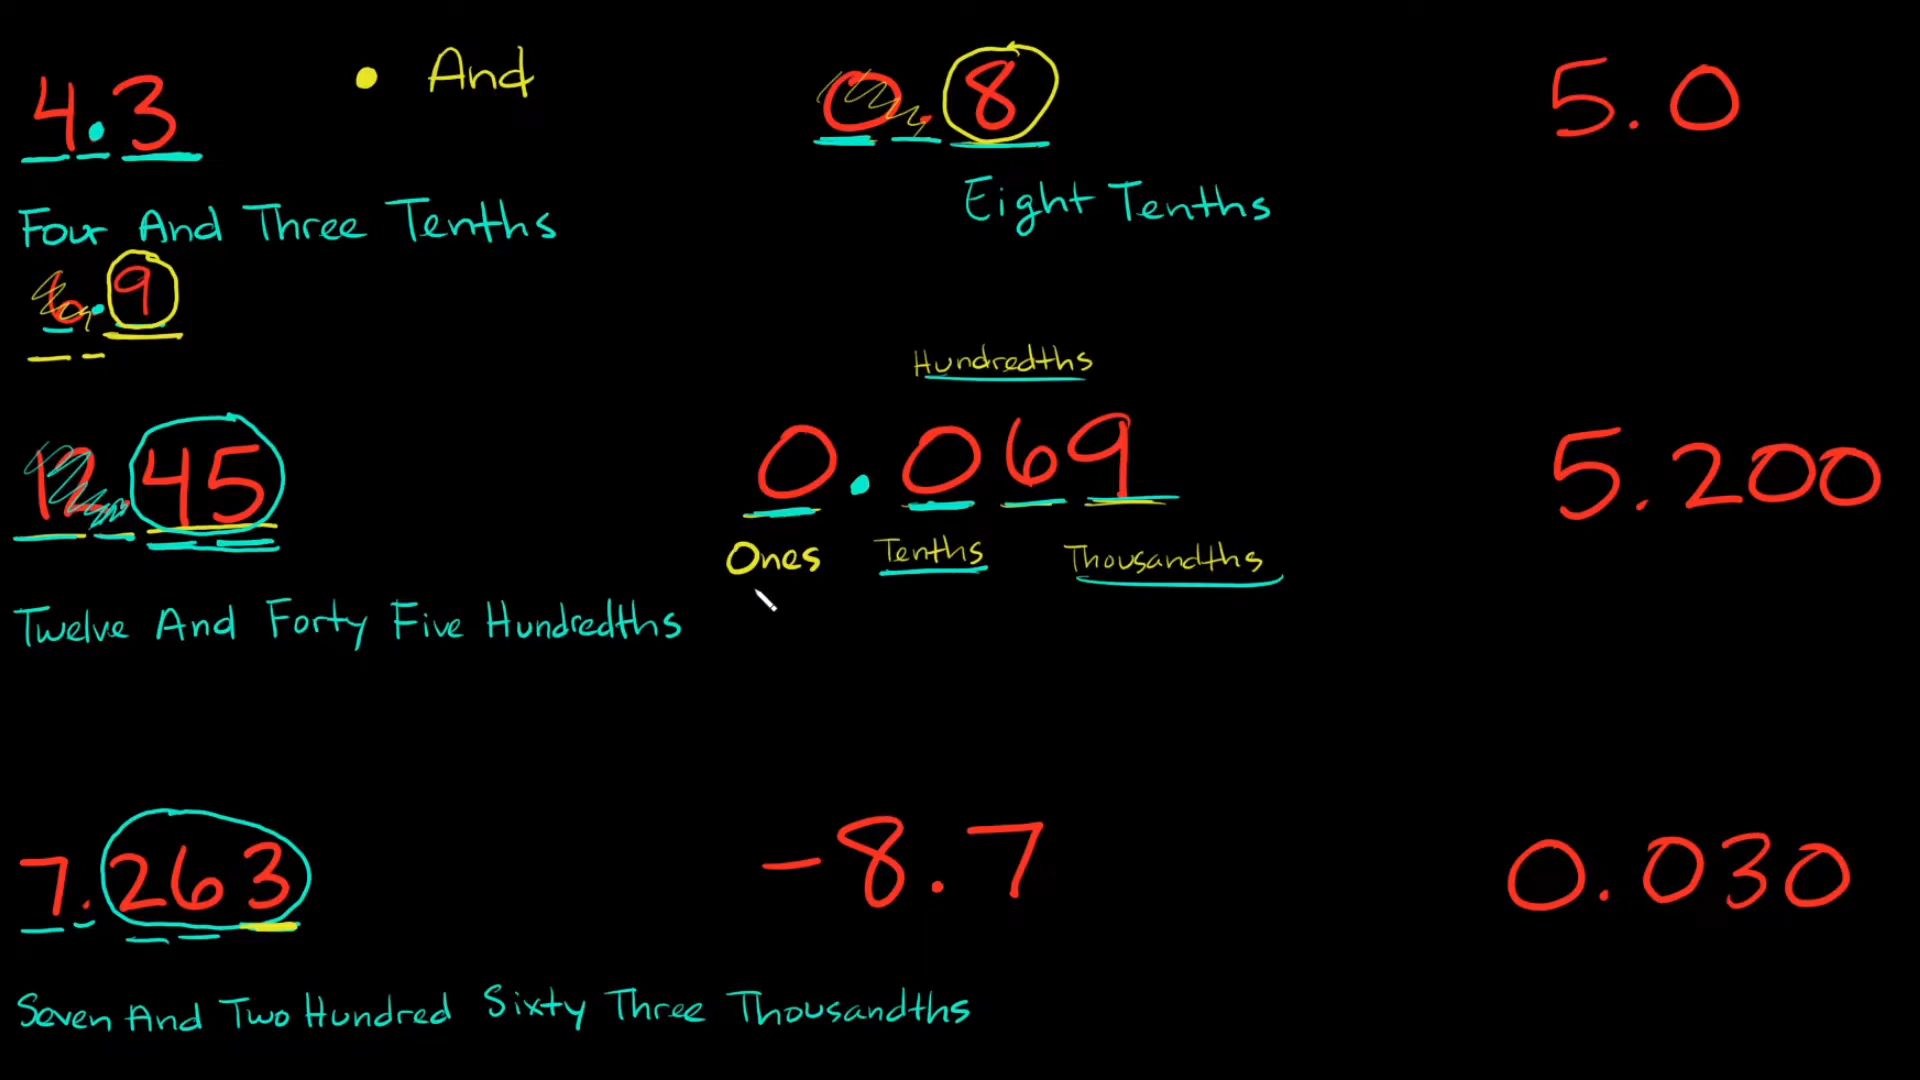 4.3
• And
Four And Three Tenths
6.9
12.45
Twelve And Forty Five Hundredths
7.263
Seven And Two Hundred Sixty Three Thousandths
0.8
Eight Tenths
Hundredths
0.069
Ones Tenths Thousandths
-8.7
5.0
5.200
0.030